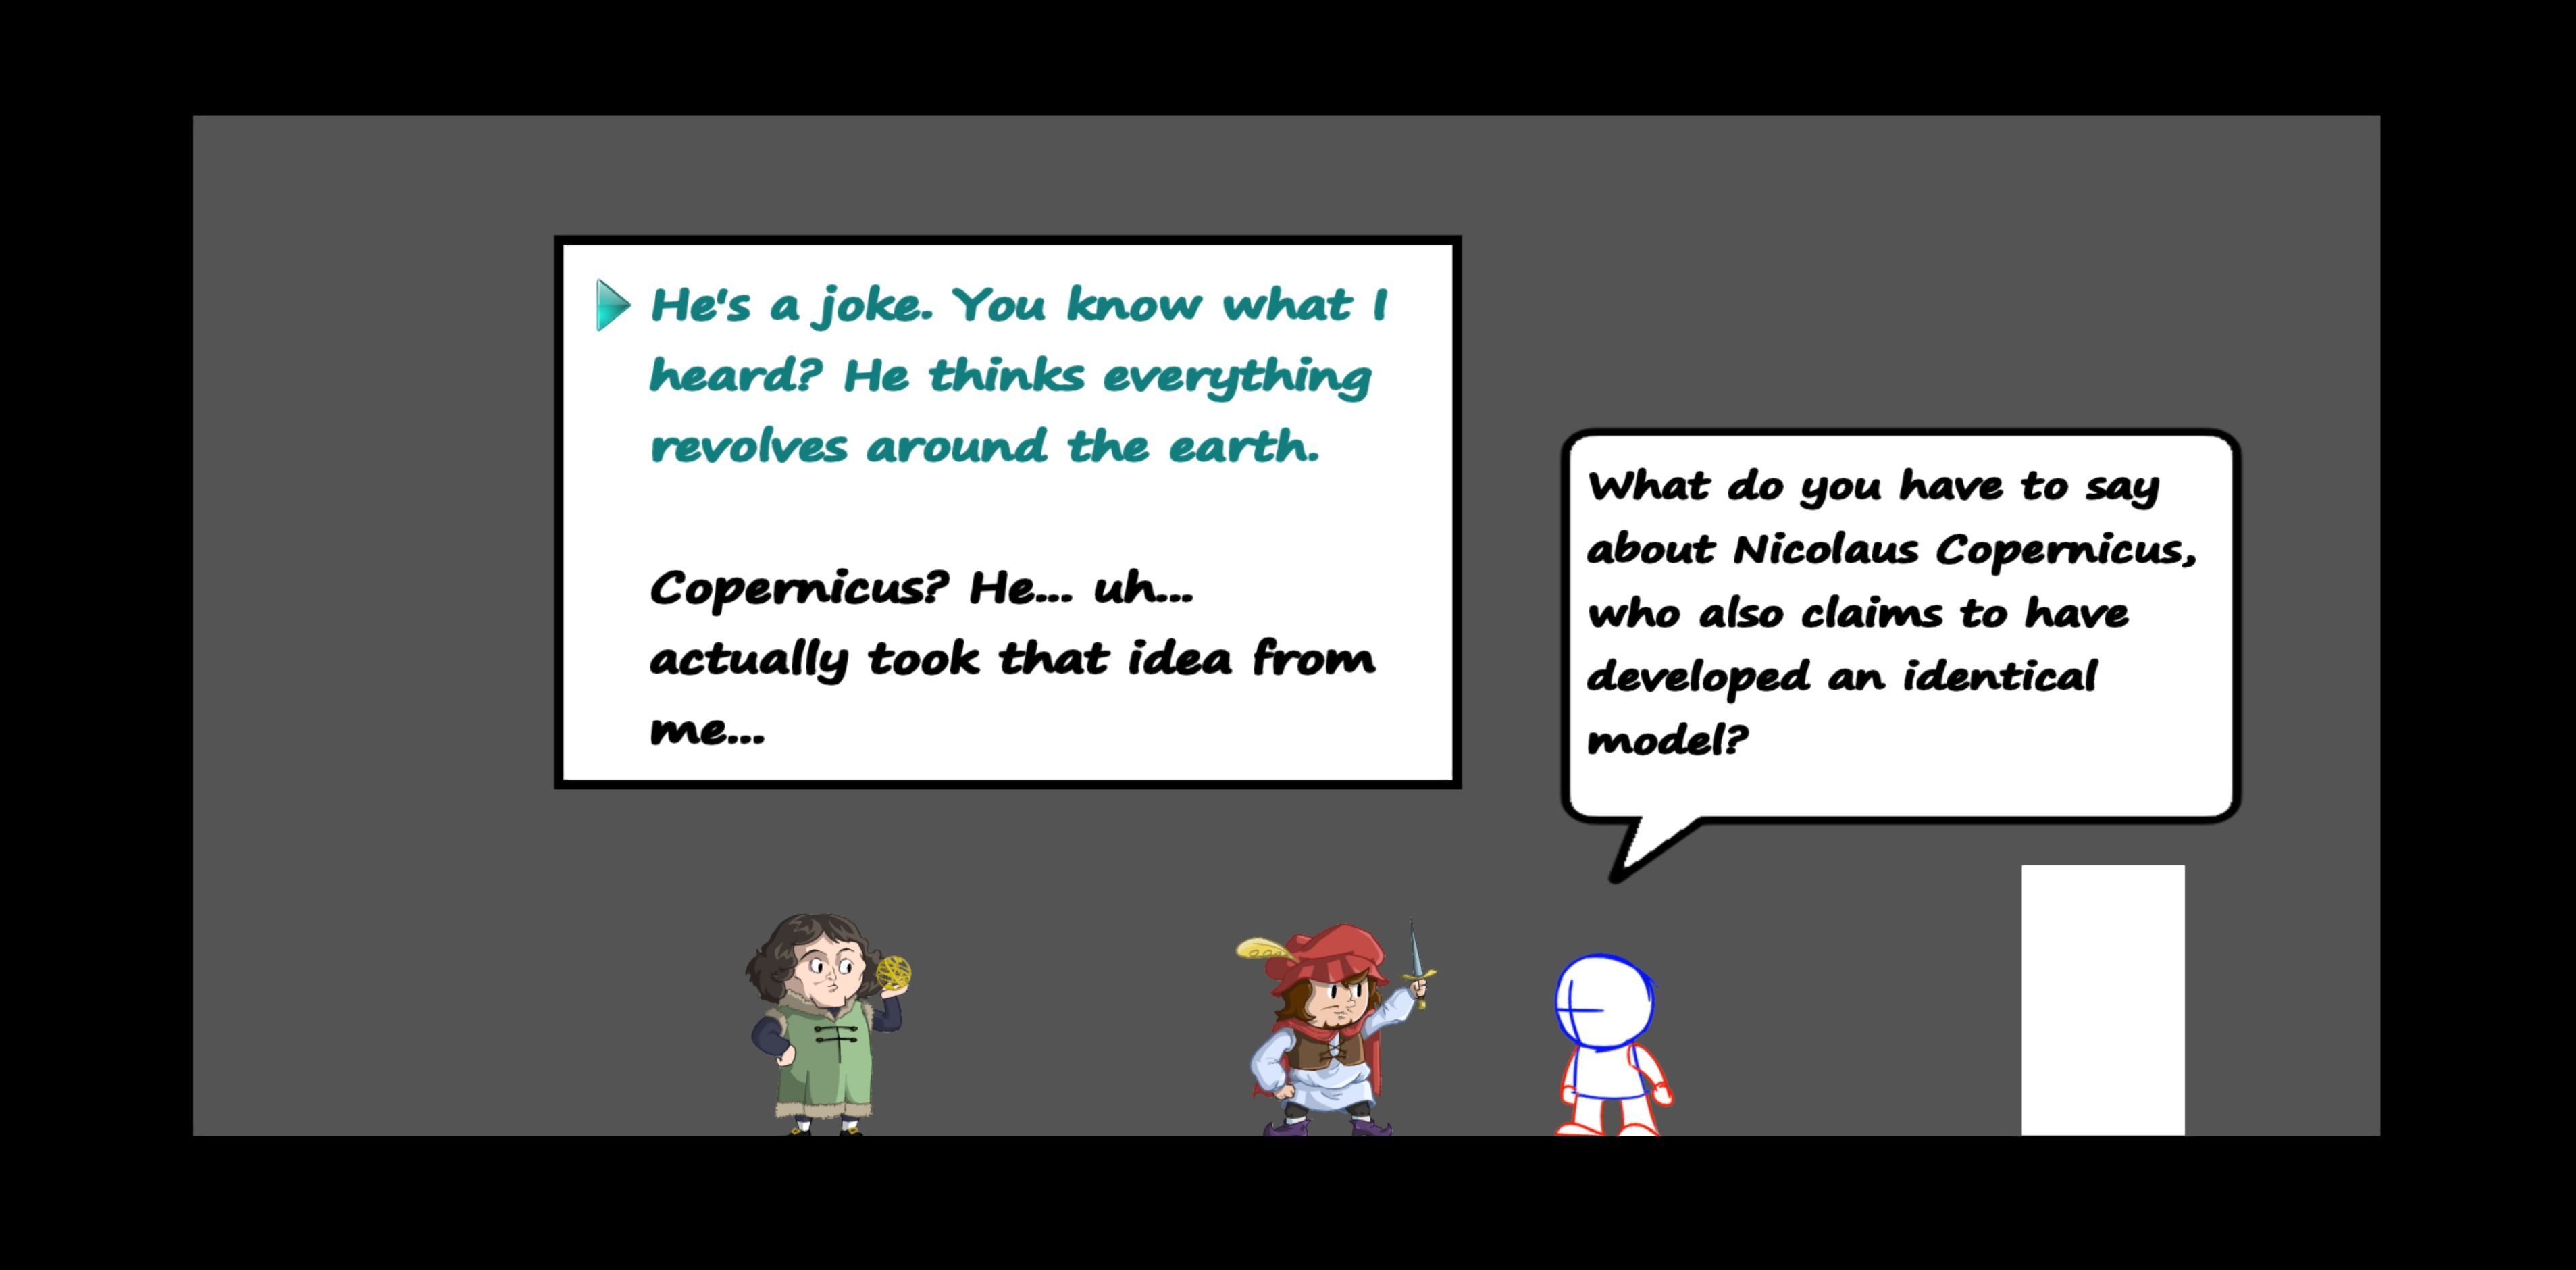 He's a joke. You know what I
heard? He thinks everything
revolves around the earth.
Copernicus? He... uh...
actually took that idea from
me...
What do you have to say
about Nicolaus Copernicus,
who also claims to have
developed an identical
model?